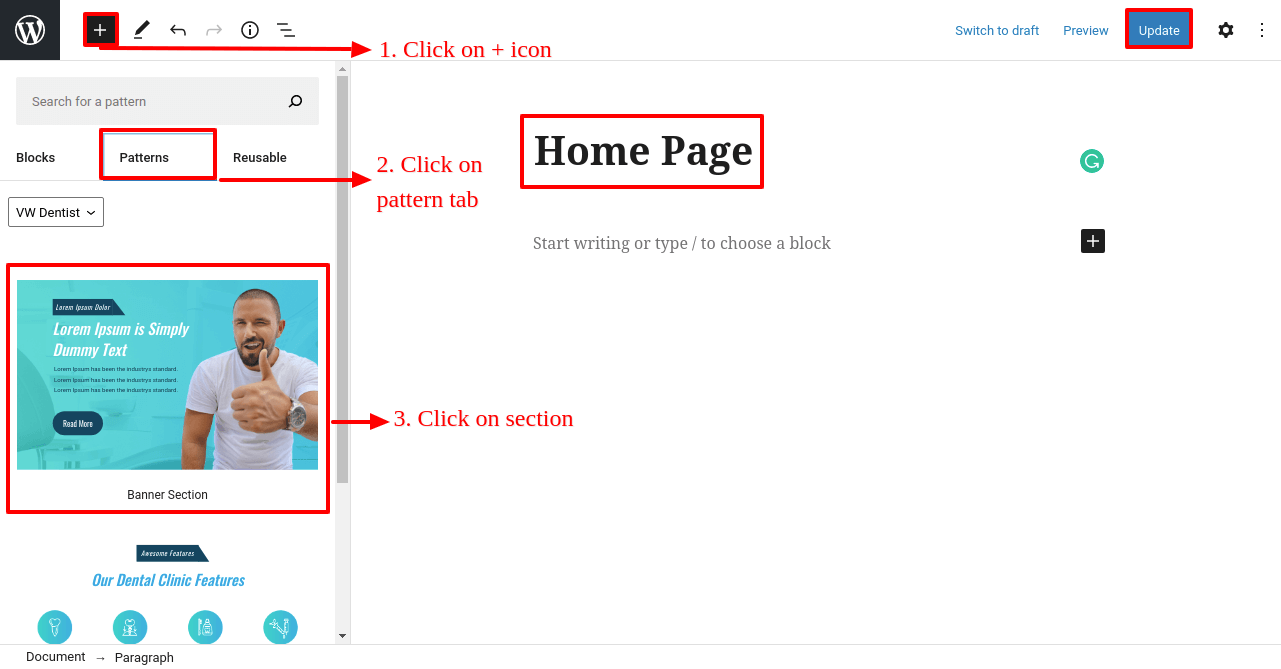 Switch to draft Preview Update
1. Click on + icon
Search for a pattern
Blocks Patterns Reusable
2. Click on
pattern tab
VW Dentist
Home Page
Start writing or type / to choose a block
Lorem Ipsum Dolor
Lorem Ipsum is Simply
Dummy Text
Lorem Ipsum has been the industrys standard.
Lorem Ipsum has been the industrys standard.
Lorem Ipsum has been the industrys standard.
Read More
3. Click on section
Banner Section
Awesome Features
Our Dental Clinic Features
Document → Paragraph